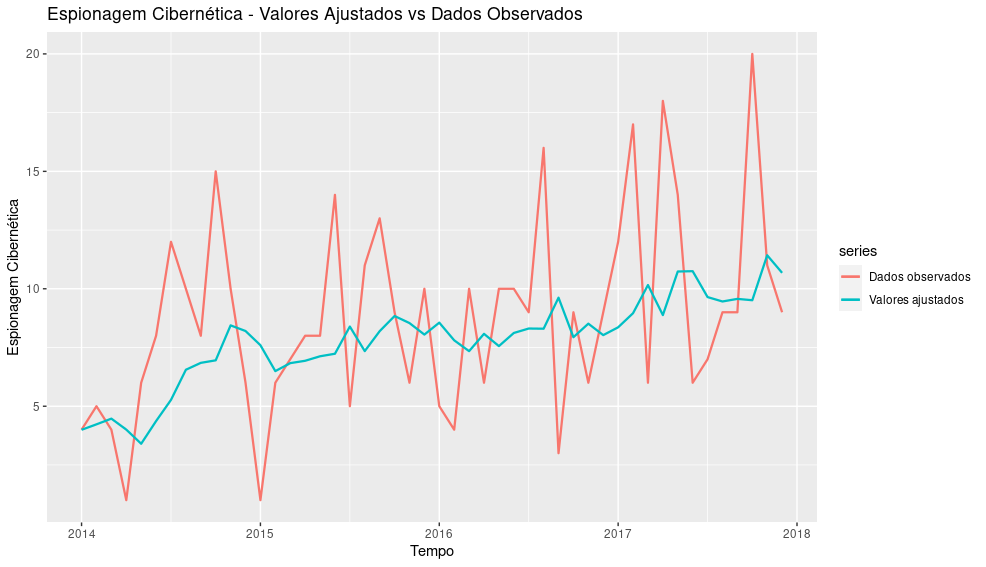 Espionagem Cibernética - Valores Ajustados vs Dados Observados
Espionagem Cibernética
20
15
10
5
2014
2015
2016
2017
2018
Tempo
series
Dados observados
Valores ajustados